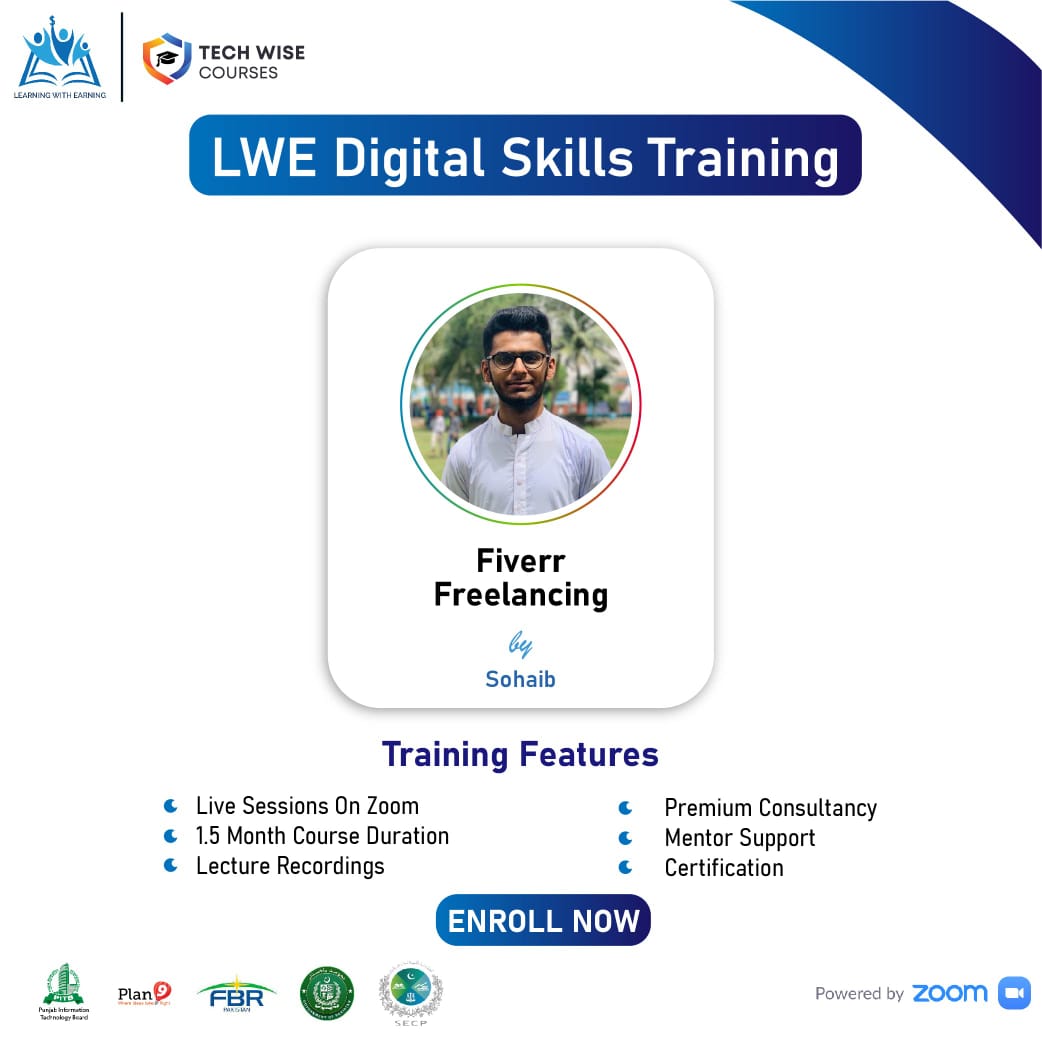 LEARNING WITH EARNING
TECH WISE
COURSES
LWE Digital Skills Training
Fiverr
Freelancing
by
Sohaib
Training Features
Live Sessions On Zoom
1.5 Month Course Duration
Lecture Recordings
Premium Consultancy
Mentor Support
Certification
ENROLL NOW
PITB
Punjab Information
Technology Board
Plan9
FBR
PAKISTAN
SECP
Powered by zoom